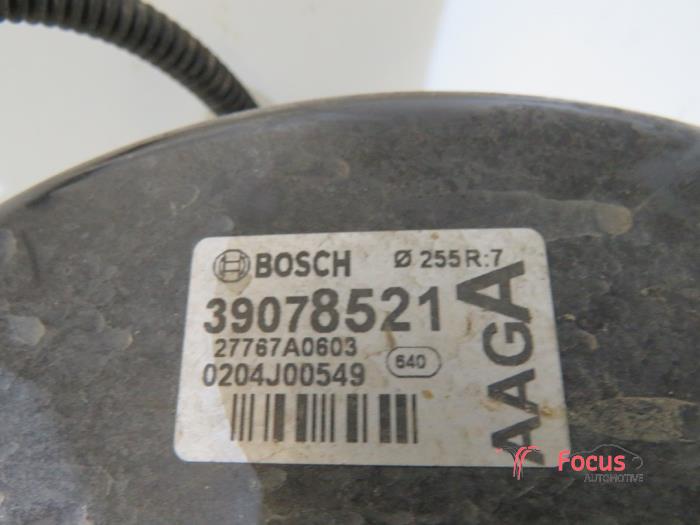 BOSCH Ø 255 R:7
39078521
27767A0603
640
0204J00549
AAGA
Focus
AUTOMOTIVE